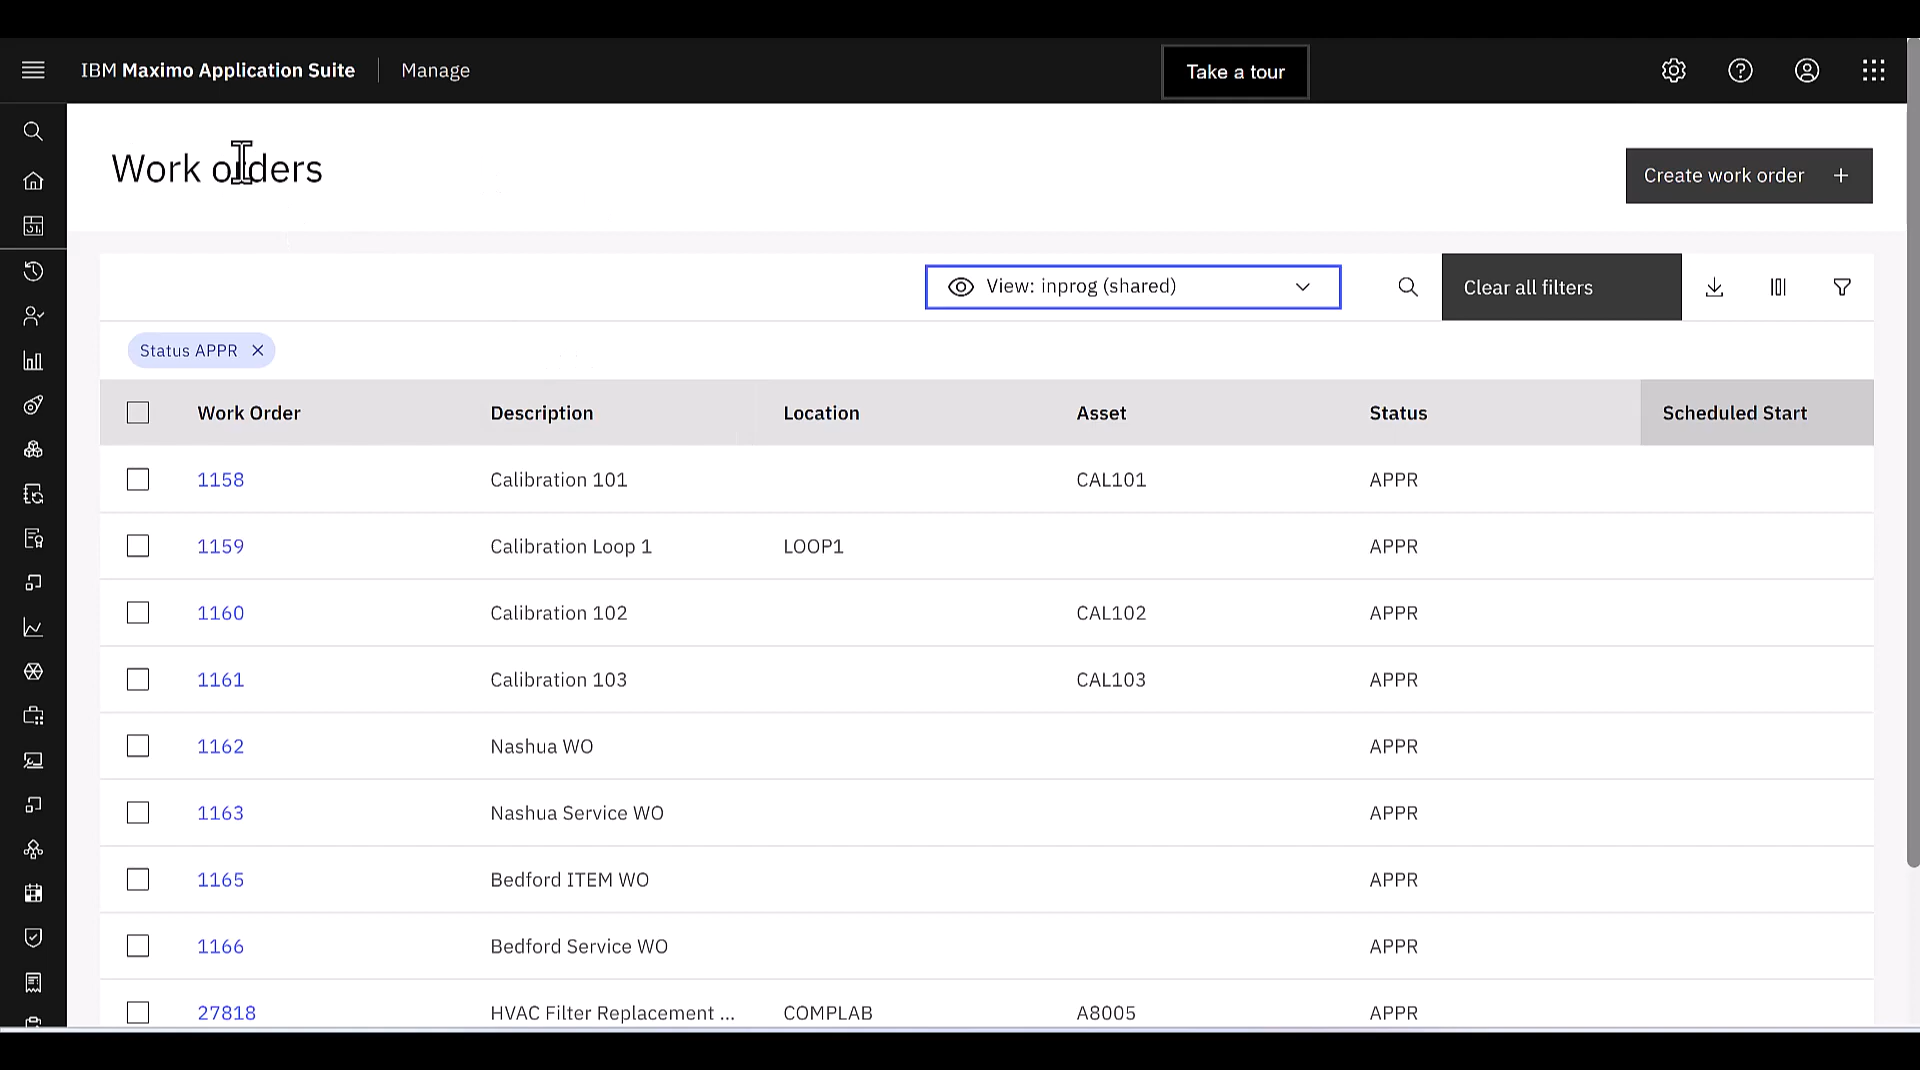 IBM Maximo Application Suite Manage Take a tour
Work orders
Create work order +
View: inprog (shared) Clear all filters
Status APPR
Work Order Description Location Asset Status Scheduled Start
1158 Calibration 101 CAL101 APPR
1159 Calibration Loop 1 LOOP1 APPR
1160 Calibration 102 CAL102 APPR
1161 Calibration 103 CAL103 APPR
1162 Nashua WO APPR
1163 Nashua Service WO APPR
1165 Bedford ITEM WO APPR
1166 Bedford Service WO APPR
27818 HVAC Filter Replacement ... COMPLAB A8005 APPR